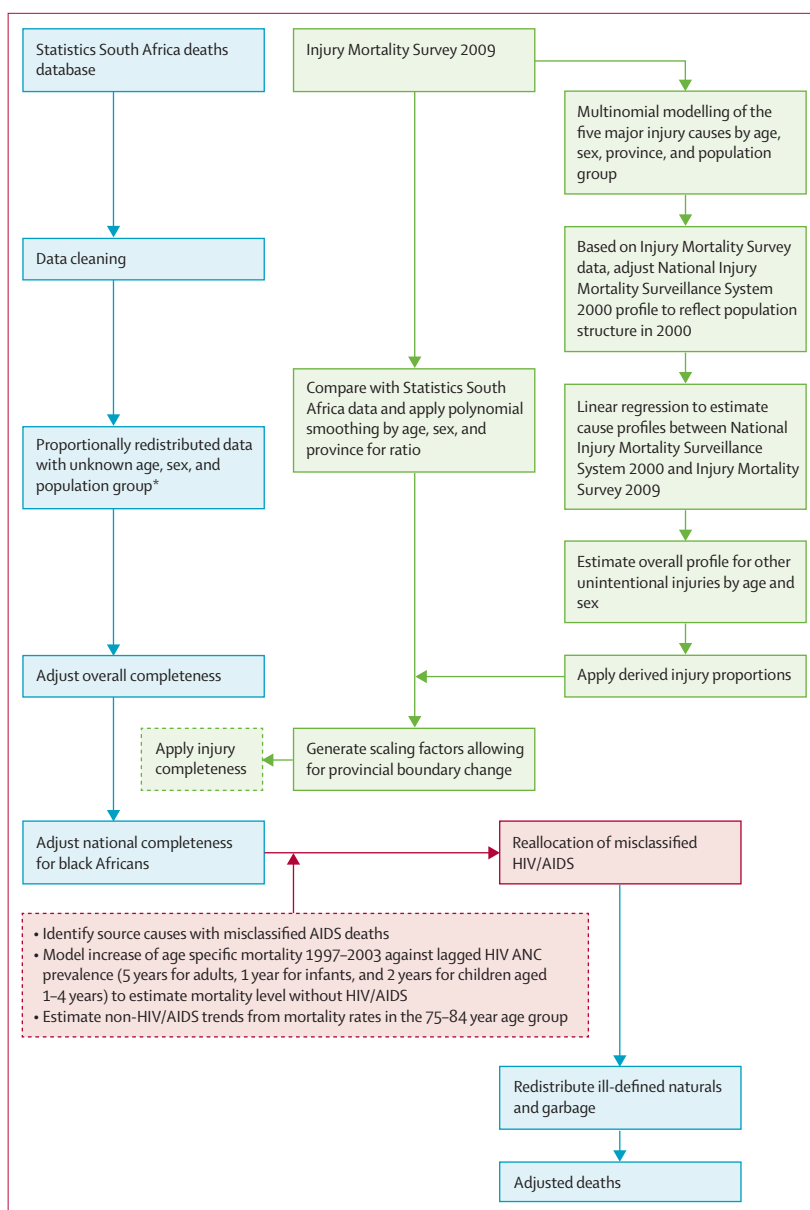 Statistics South Africa deaths
database
Injury Mortality Survey 2009
Multinomial modelling of the
five major injury causes by age,
sex, province, and population
group
Data cleaning
Based on Injury Mortality Survey
data, adjust National Injury
Mortality Surveillance System
2000 profile to reflect population
structure in 2000
Compare with Statistics South
Africa data and apply polynomial
smoothing by age, sex, and
province for ratio
Linear regression to estimate
cause profiles between National
Injury Mortality Surveillance
System 2000 and Injury Mortality
Survey 2009
Proportionally redistributed data
with unknown age, sex, and
population group*
Estimate overall profile for other
unintentional injuries by age and
sex
Adjust overall completeness
Apply derived injury proportions
Apply injury
completeness
Generate scaling factors allowing
for provincial boundary change
Adjust national completeness
for black Africans
Reallocation of misclassified
HIV/AIDS
• Identify source causes with misclassified AIDS deaths
• Model increase of age specific mortality 1997–2003 against lagged HIV ANC
prevalence (5 years for adults, 1 year for infants, and 2 years for children aged
1–4 years) to estimate mortality level without HIV/AIDS
• Estimate non-HIV/AIDS trends from mortality rates in the 75–84 year age group
Redistribute ill-defined naturals
and garbage
Adjusted deaths